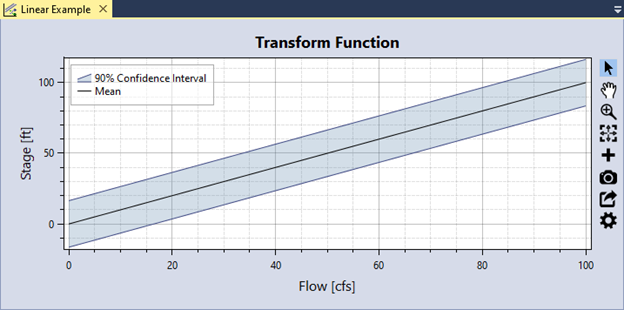 Linear Example
Transform Function
90% Confidence Interval
Mean
Stage [ft]
100
50
0
0 20 40 60 80 100
Flow [cfs]